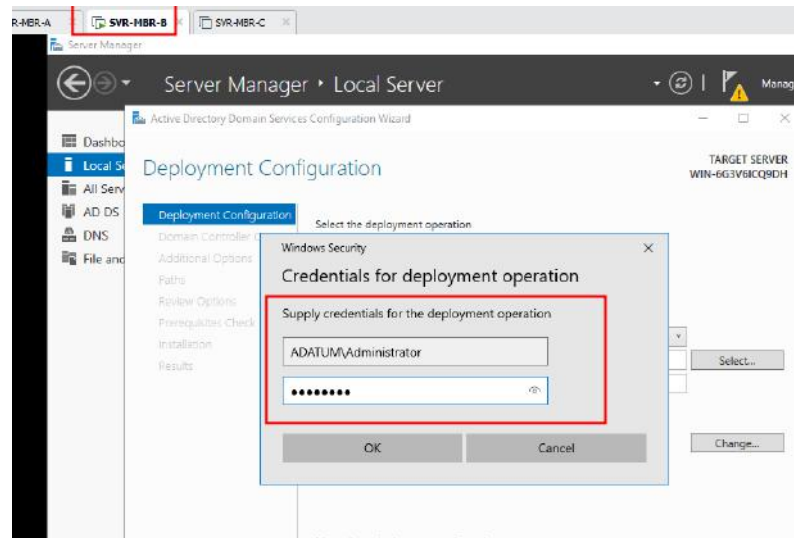 R-MBR-A
SVR-MBR-B
SVR-MBR-C
Server Manager
Server Manager • Local Server
Manag
Active Directory Domain Services Configuration Wizard
Dashbo
Local Se
All Serv
AD DS
DNS
File and
Deployment Configuration
TARGET SERVER
WIN-6G3V6ICQ9DH
Deployment Configuration
Domain Controller
Additional Options
Paths
Review Options
Prerequisites Check
Installation
Results
Select the deployment operation
Windows Security
Credentials for deployment operation
Supply credentials for the deployment operation
ADATUM\Administrator
●●●●●●●●
OK
Cancel
Select...
Change...